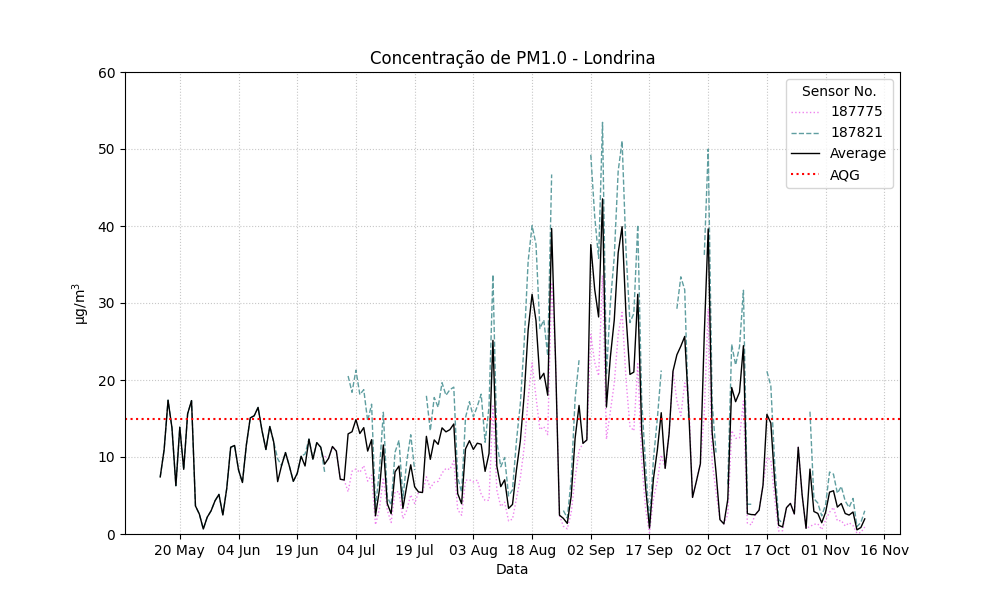 Concentração de PM1.0 - Londrina
Sensor No.
187775
187821
Average
AQG
µg/m³
60
50
40
30
20
10
0
20 May 04 Jun 19 Jun 04 Jul 19 Jul 03 Aug 18 Aug 02 Sep 17 Sep 02 Oct 17 Oct 01 Nov 16 Nov
Data